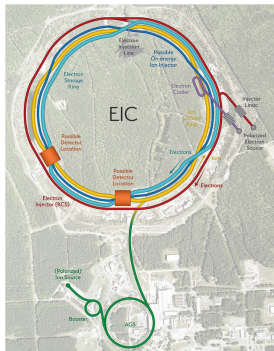 Electron
Injection
Line
Possible
On-energy
Ion Injector
Electron
Storage
Ring
Electron
Cooler
Injector
Linac
EIC
Polarized
Electron
Source
Possible
Detector
Location
Possible
Detector
Location
Electrons
Ions
Electrons
Electron
Injector (RCS)
(Polarized)
Ion Source
Booster
AGS